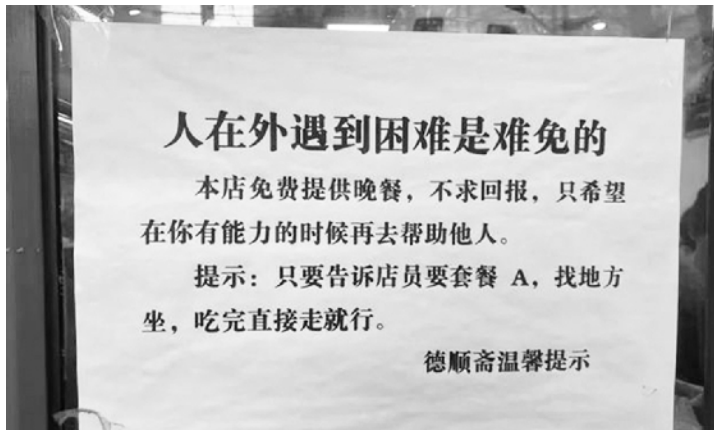 人在外遇到困难是难免的
本店免费提供晚餐，不求回报，只希望
在你有能力的时候再去帮助他人。
提示：只要告诉店员要套餐 A，找地方
坐，吃完直接走就行。
德顺斋温馨提示